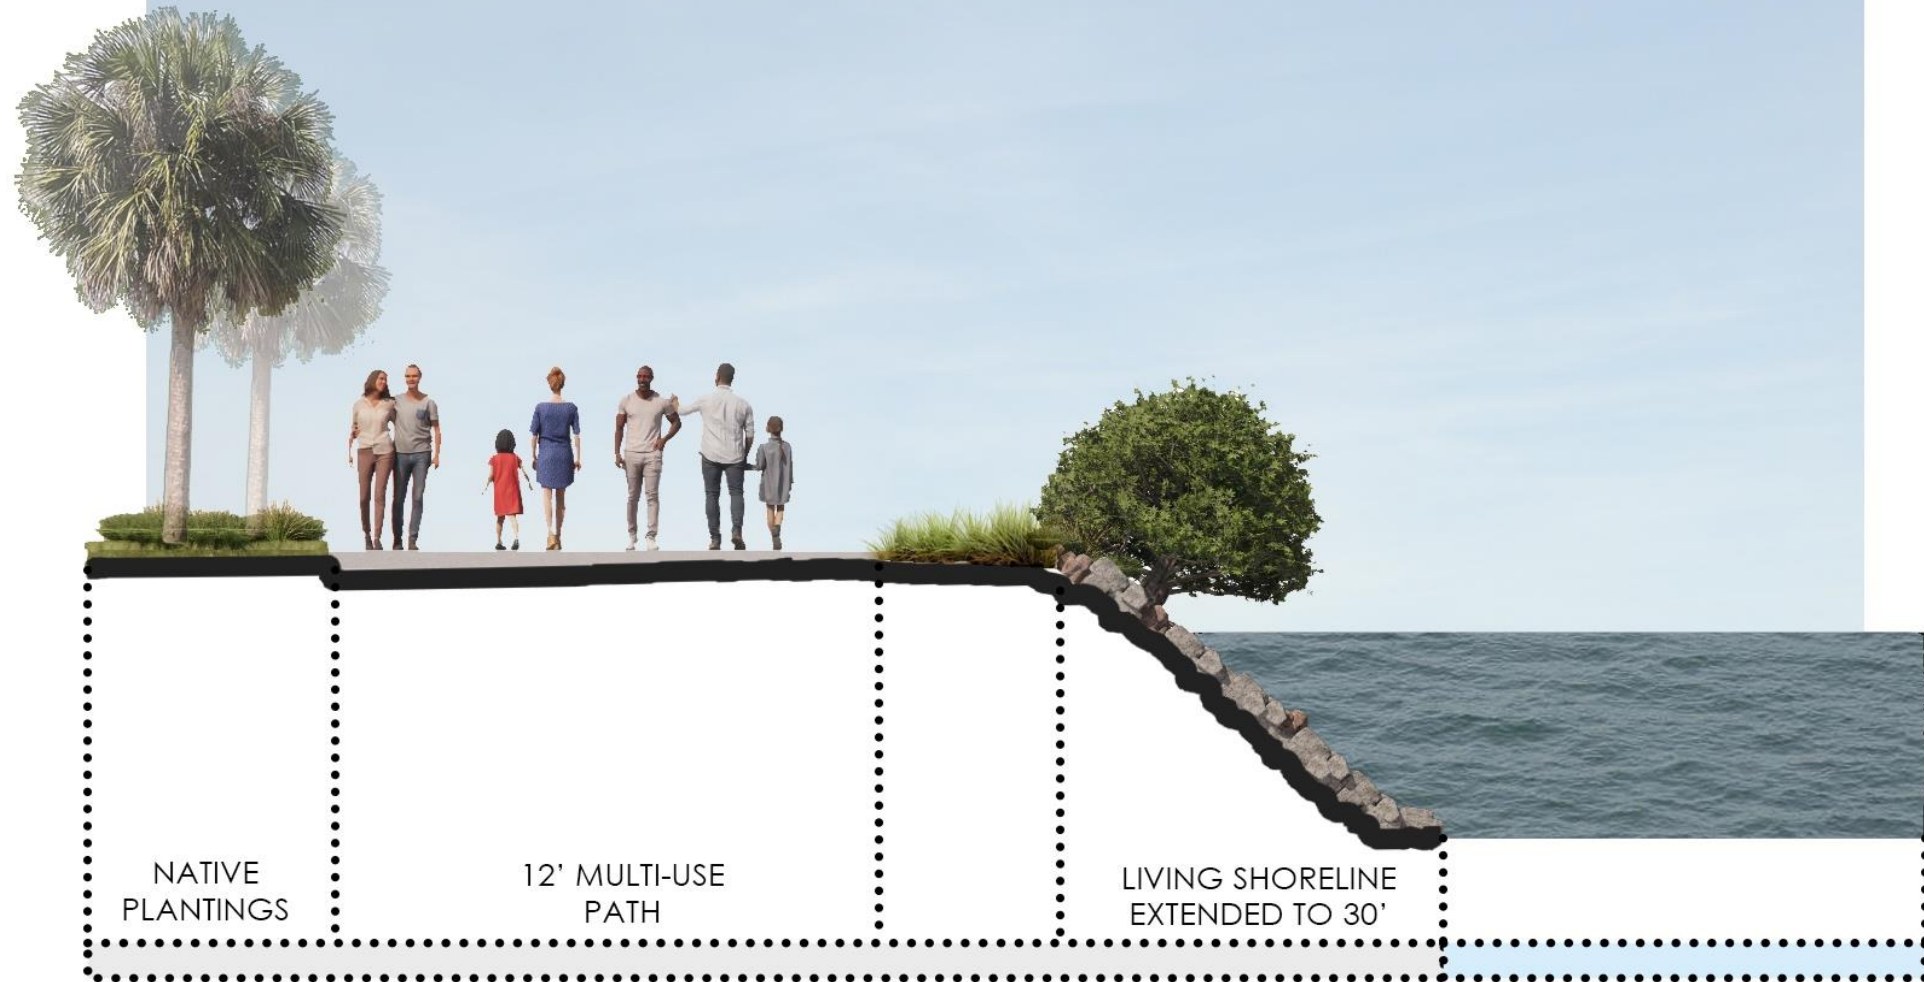 NATIVE
PLANTINGS
12’ MULTI-USE
PATH
LIVING SHORELINE
EXTENDED TO 30’